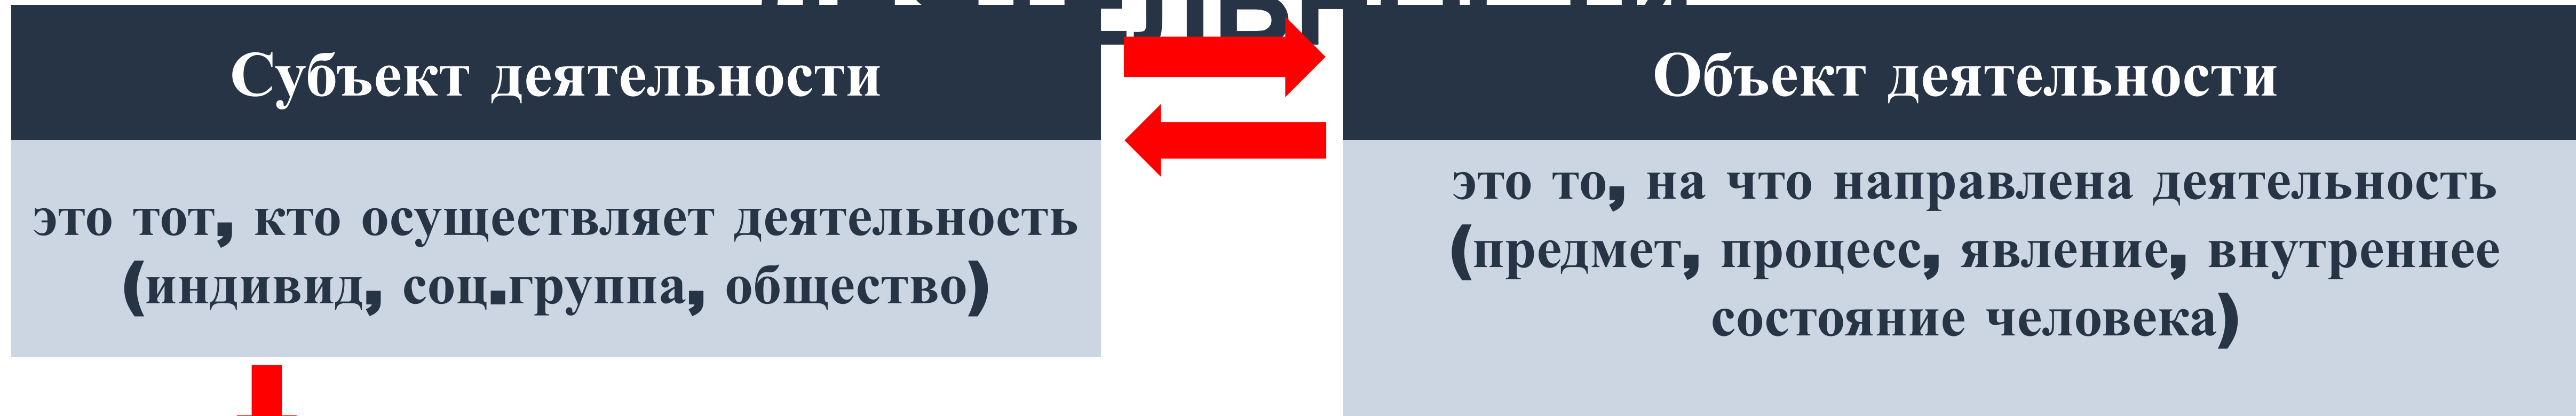 Субъект деятельности
это тот, кто осуществляет деятельность
(индивид, соц.группа, общество)
Объект деятельности
это то, на что направлена деятельность
(предмет, процесс, явление, внутреннее
состояние человека)